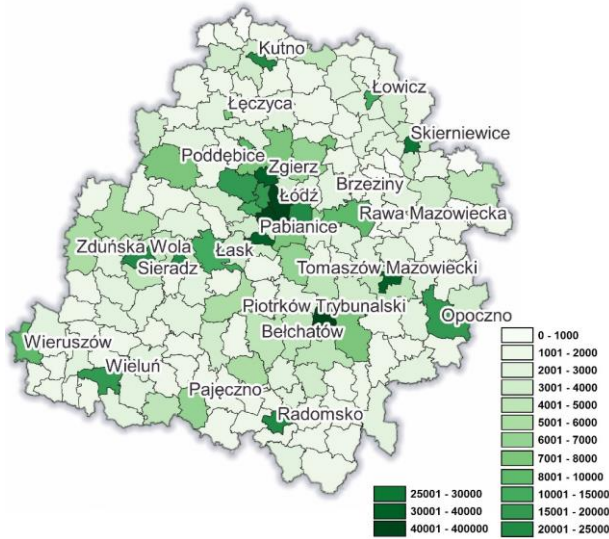 Kutno
Łowicz
Łęczyca
Skierniewice
Poddębice
Zgierz
Brzeziny
Łódź
Rawa Mazowiecka
Pabianice
Zduńska Wola
Łask
Sieradz
Tomaszów Mazowiecki
Piotrków Trybunalski
Opoczno
Bełchatów
Wieruszów
Wieluń
Pajęczno
Radomsko
0 - 1000
1001 - 2000
2001 - 3000
3001 - 4000
4001 - 5000
5001 - 6000
6001 - 7000
7001 - 8000
8001 - 10000
10001 - 15000
15001 - 20000
20001 - 25000
25001 - 30000
30001 - 40000
40001 - 400000